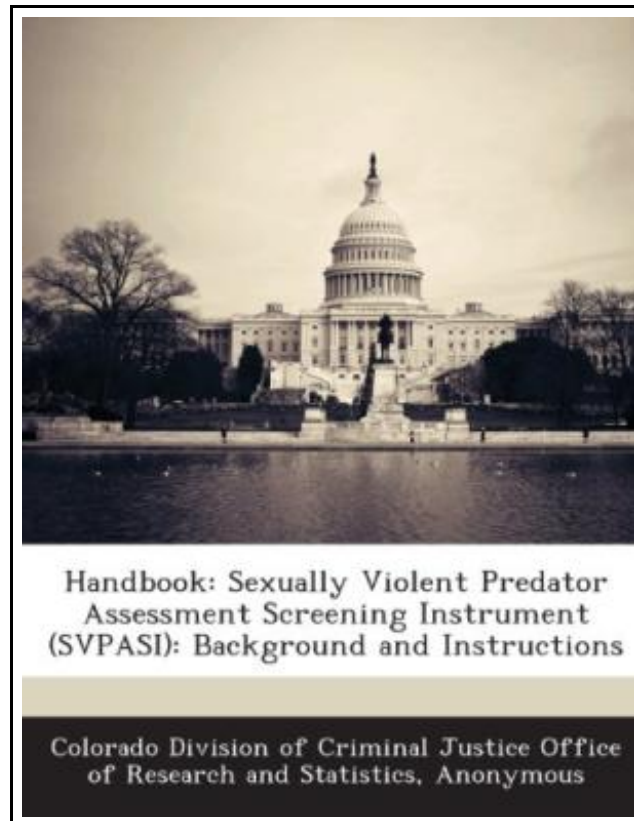 Handbook: Sexually Violent Predator
Assessment Screening Instrument
(SVPASI): Background and Instructions
Colorado Division of Criminal Justice Office
of Research and Statistics, Anonymous